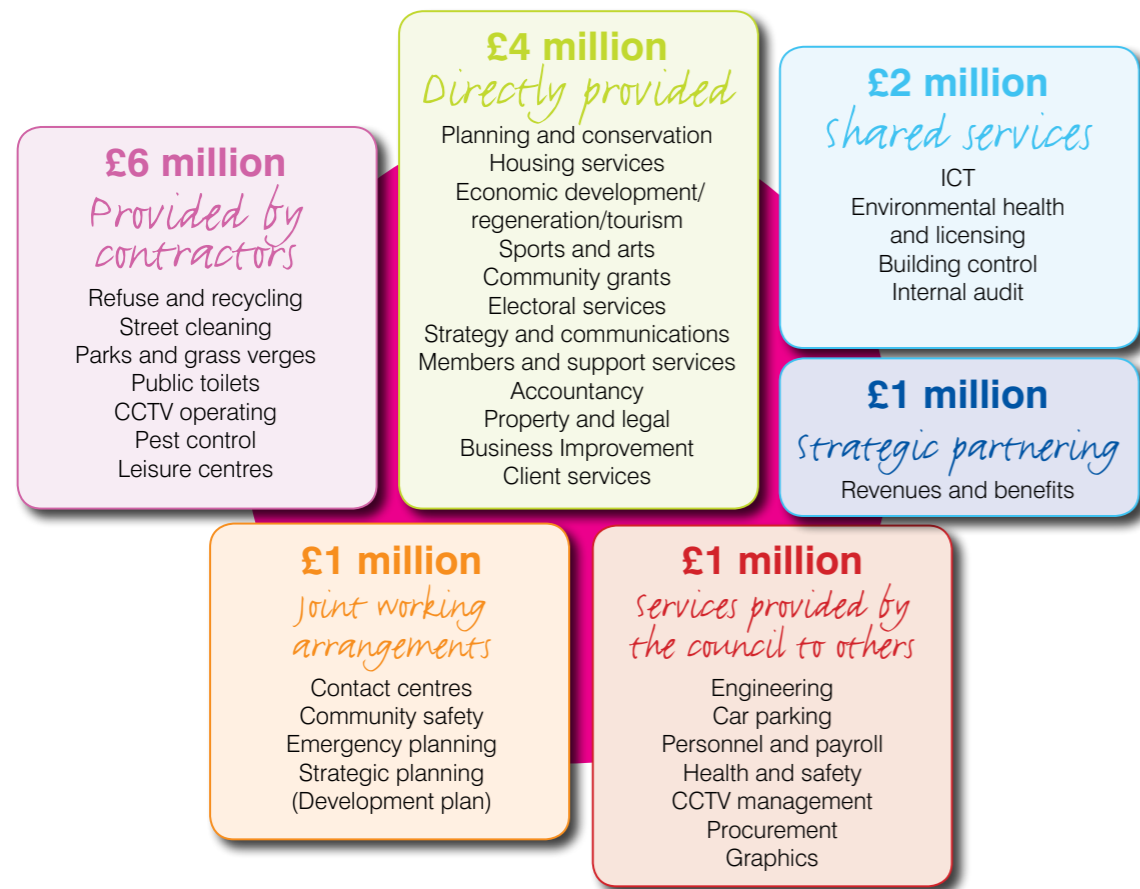 £6 million
Provided by
contractors
Refuse and recycling
Street cleaning
Parks and grass verges
Public toilets
CCTV operating
Pest control
Leisure centres
£4 million
Directly provided
Planning and conservation
Housing services
Economic development/
regeneration/tourism
Sports and arts
Community grants
Electoral services
Strategy and communications
Members and support services
Accountancy
Property and legal
Business Improvement
Client services
£2 million
Shared services
ICT
Environmental health
and licensing
Building control
Internal audit
£1 million
Strategic partnering
Revenues and benefits
£1 million
Joint working
arrangements
Contact centres
Community safety
Emergency planning
Strategic planning
(Development plan)
£1 million
Services provided by
the council to others
Engineering
Car parking
Personnel and payroll
Health and safety
CCTV management
Procurement
Graphics